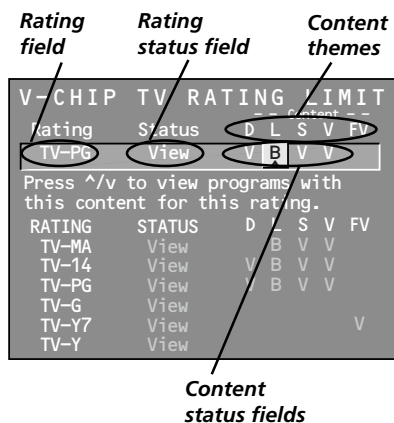 Rating field
Rating status field
Content themes
V-CHIP TV RATING LIMIT
- - Content - -
Rating Status D L S V FV
TV-PG View V B V V
Press ^/v to view programs with
this content for this rating.
RATING STATUS D L S V FV
TV-MA View B V V
TV-14 View V B V V
TV-PG View V B V V
TV-G View
TV-Y7 View V
TV-Y View
Content
status fields